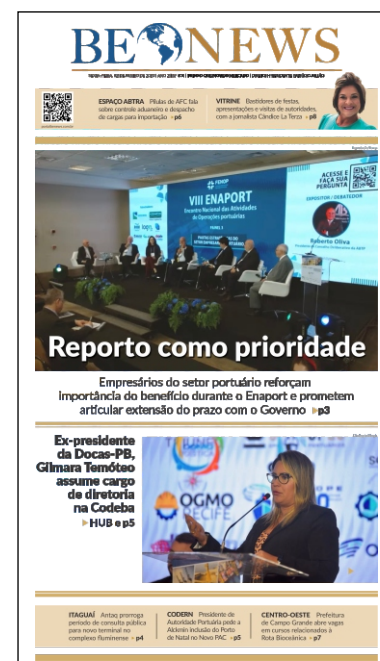 BE NEWS
ESPAÇO ABTRA Pílulas de AFC fala
sobre controle aduaneiro e despacho
de cargas para importação ▸p6
VITRINE Bastidores de festas,
apresentações e visitas de autoridades,
com a jornalista Cândice La Terza ▸p8
FENOP
VIII ENAPORT
Encontro Nacional das Atividades
de Operações portuárias
PAINEL 3
ACESSE E
FAÇA SUA
PERGUNTA
EXPOSITOR / DEBATEDOR
Roberto Oliva
Reporto como prioridade
Empresários do setor portuário reforçam
importância do benefício durante o Enaport e prometem
articular extensão do prazo com o Governo ▸p3
Ex-presidente
da Docas-PB,
Gilmara Temóteo
assume cargo
de diretoria
na Codeba
▸HUB e p5
OGMO
RECIFE
ITAGUAÍ Antaq prorroga
período de consulta pública
para novo terminal no
complexo fluminense ▸p4
CODERN Presidente de
Autoridade Portuária pede a
Alckmin inclusão do Porto
de Natal no Novo PAC ▸p5
CENTRO-OESTE Prefeitura
de Campo Grande abre vagas
em cursos relacionados à
Rota Bioceânica ▸p7